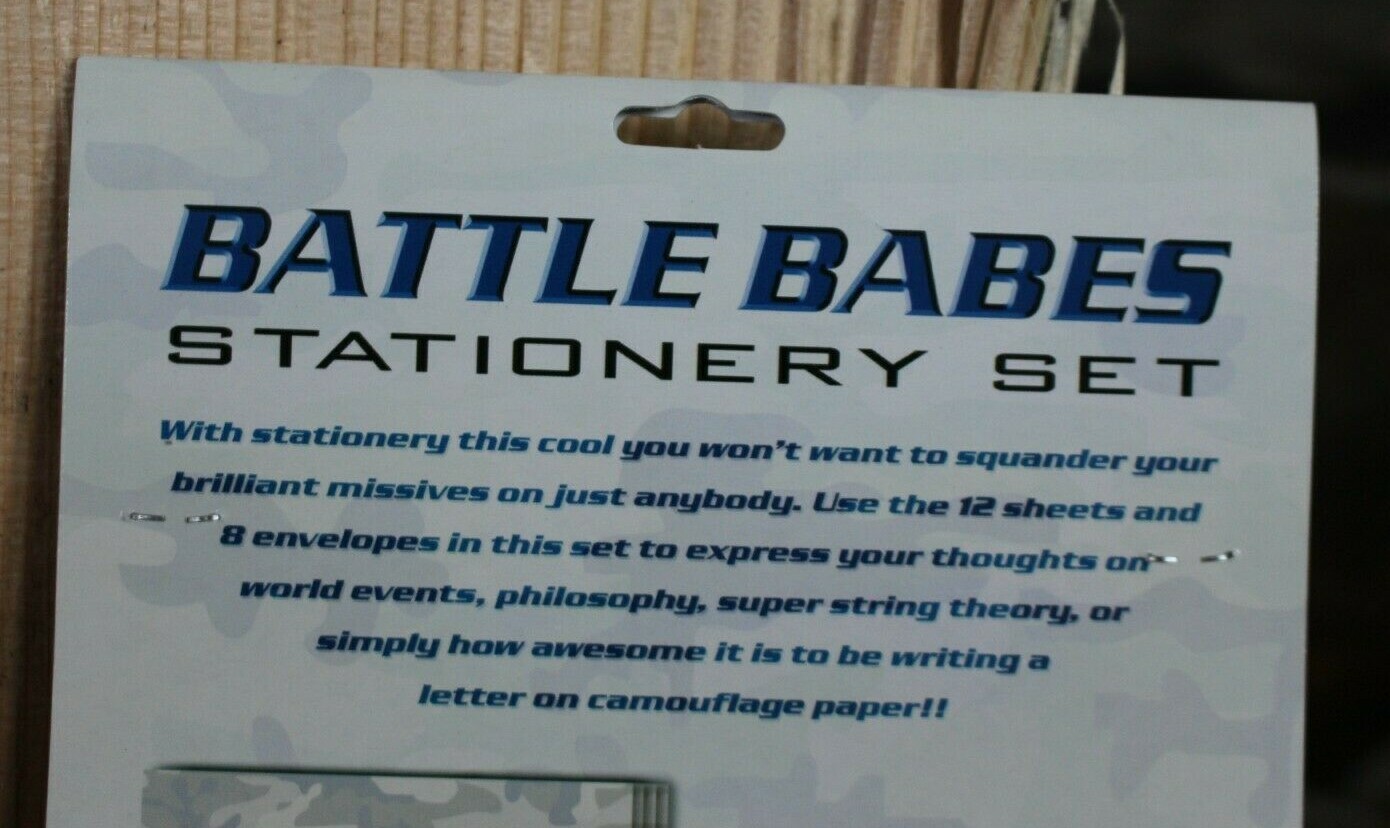 BATTLE BABES
STATIONERY SET
With stationery this cool you won't want to squander your
brilliant missives on just anybody. Use the 12 sheets and
8 envelopes in this set to express your thoughts on
world events, philosophy, super string theory, or
simply how awesome it is to be writing a
letter on camouflage paper!!